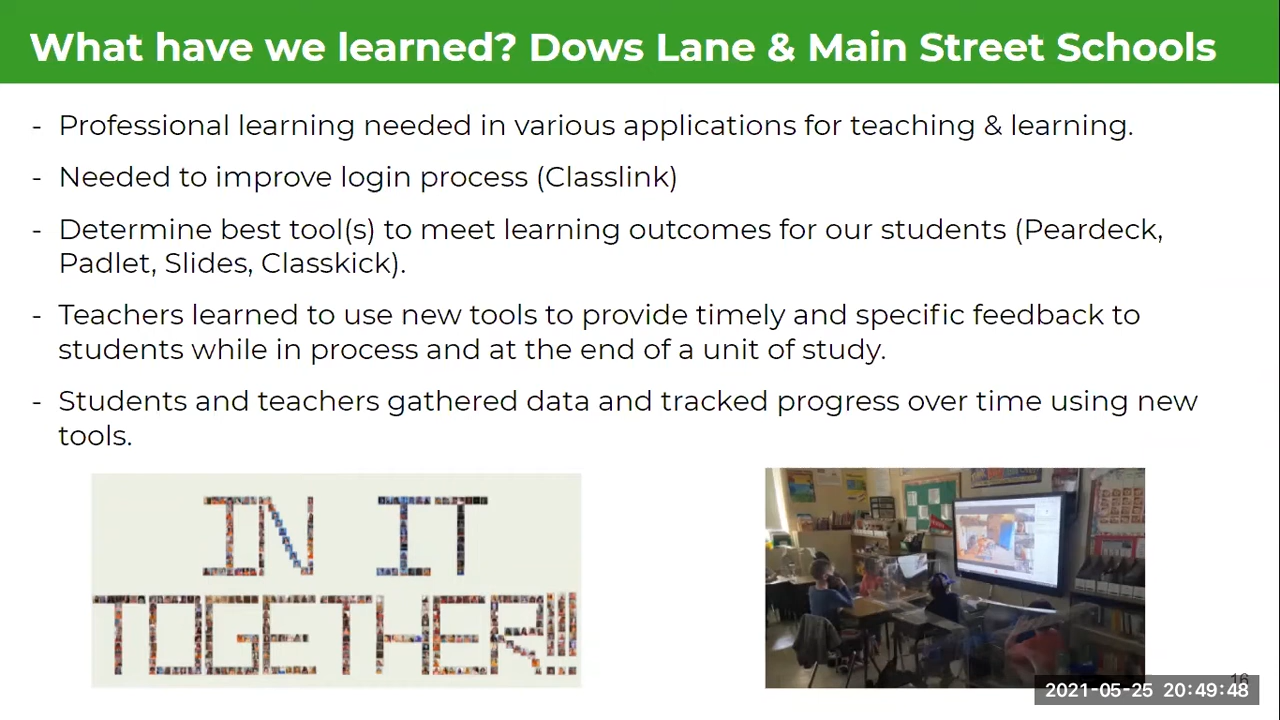 What have we learned? Dows Lane & Main Street Schools
- Professional learning needed in various applications for teaching & learning.
- Needed to improve login process (Classlink)
- Determine best tool(s) to meet learning outcomes for our students (Peardeck,
Padlet, Slides, Classkick).
- Teachers learned to use new tools to provide timely and specific feedback to
students while in process and at the end of a unit of study.
- Students and teachers gathered data and tracked progress over time using new
tools.
IN IT
TOGETHER!!!
16
2021-05-25 20:49:48